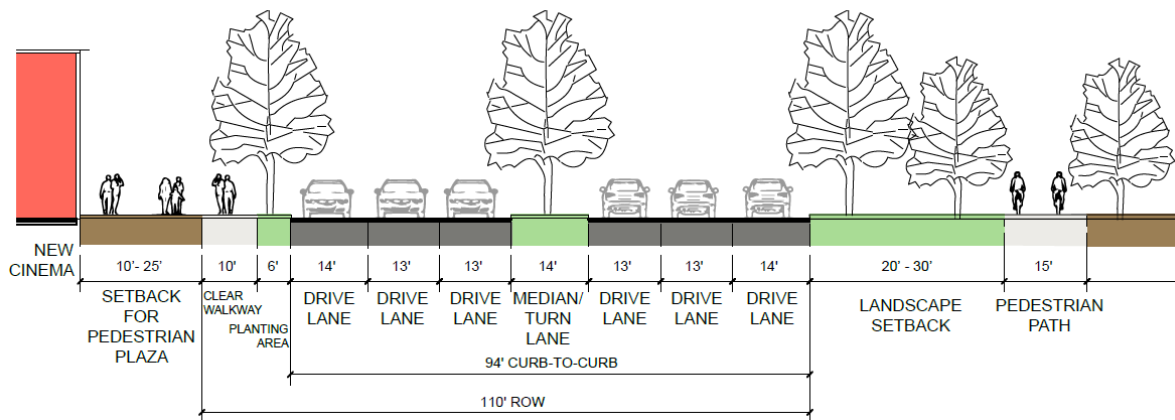 NEW
CINEMA
10'- 25'
10'
6'
14'
13'
13'
14'
13'
13'
14'
20' - 30'
15'
SETBACK
FOR
PEDESTRIAN
PLAZA
CLEAR
WALKWAY
PLANTING
AREA
DRIVE
LANE
DRIVE
LANE
DRIVE
LANE
MEDIAN/
TURN
LANE
DRIVE
LANE
DRIVE
LANE
DRIVE
LANE
LANDSCAPE
SETBACK
PEDESTRIAN
PATH
94' CURB-TO-CURB
110' ROW